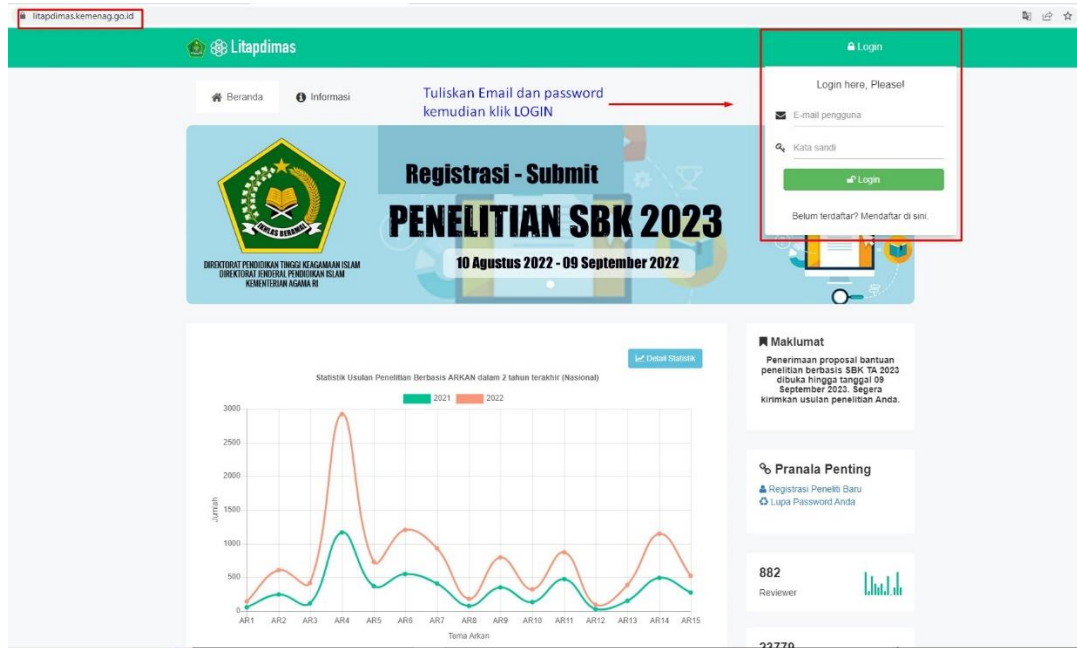 litapdimas.kemenag.go.id
Litapdimas
Login
Beranda
Informasi
Tuliskan Email dan password
kemudian klik LOGIN
Login here, Please!
E-mail pengguna
Kata sandi
Login
Belum terdaftar? Mendaftar di sini.
IKHLAS BERAMAL
DIREKTORAT PENDIDIKAN TINGGI KEAGAMAAN ISLAM
DIREKTORAT JENDERAL PENDIDIKAN ISLAM
KEMENTERIAN AGAMA RI
Registrasi - Submit
PENELITIAN SBK 2023
10 Agustus 2022 - 09 September 2022
Detail Statistik
Statistik Usulan Penelitian Berbasis ARKAN dalam 2 tahun terakhir (Nasional)
2021 2022
3000
2500
2000
1500
1000
500
0
Jumlah
AR1 AR2 AR3 AR4 AR5 AR6 AR7 AR8 AR9 AR10 AR11 AR12 AR13 AR14 AR15
Tema Arkan
Maklumat
Penerimaan proposal bantuan
penelitian berbasis SBK TA 2023
dibuka hingga tanggal 09
September 2023. Segera
kirimkan usulan penelitian Anda.
Pranala Penting
Registrasi Peneliti Baru
Lupa Password Anda
882
Reviewer
23779